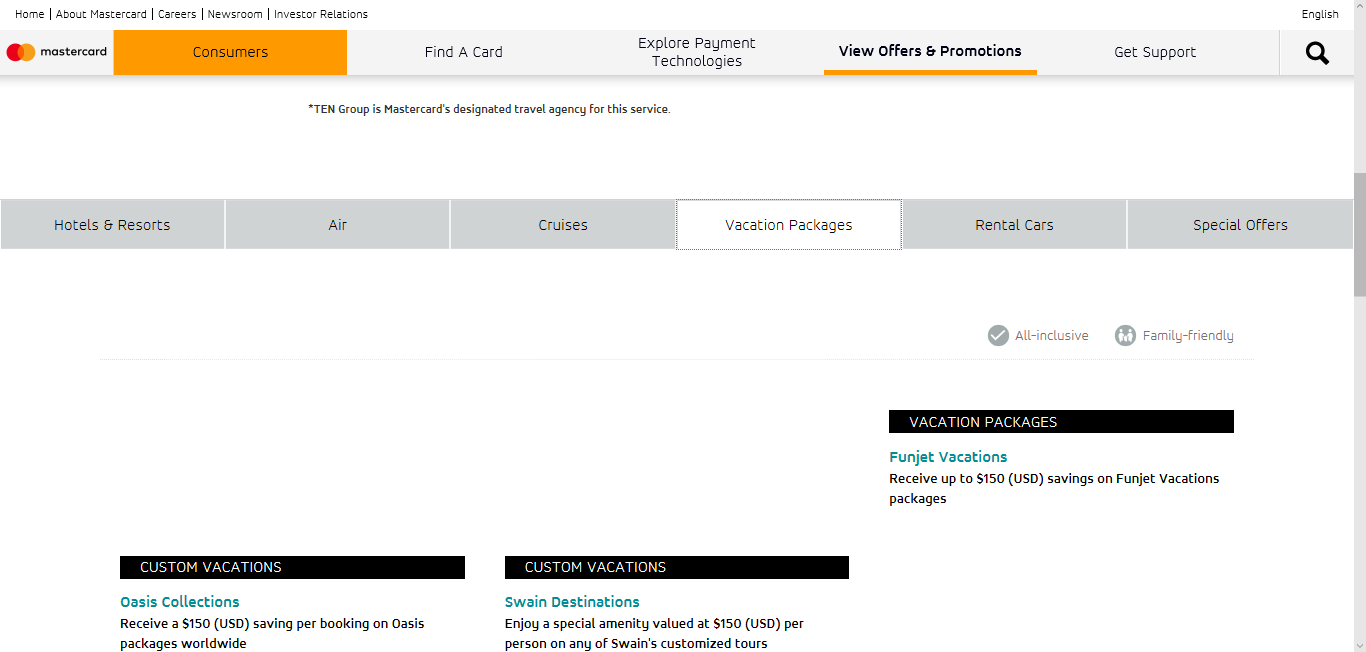 Home | About Mastercard | Careers | Newsroom | Investor Relations
English
mastercard
Consumers
Find A Card
Explore Payment
Technologies
View Offers & Promotions
Get Support
*TEN Group is Mastercard's designated travel agency for this service.
Hotels & Resorts
Air
Cruises
Vacation Packages
Rental Cars
Special Offers
All-inclusive
Family-friendly
VACATION PACKAGES
Funjet Vacations
Receive up to $150 (USD) savings on Funjet Vacations
packages
CUSTOM VACATIONS
Oasis Collections
Receive a $150 (USD) saving per booking on Oasis
packages worldwide
CUSTOM VACATIONS
Swain Destinations
Enjoy a special amenity valued at $150 (USD) per
person on any of Swain's customized tours